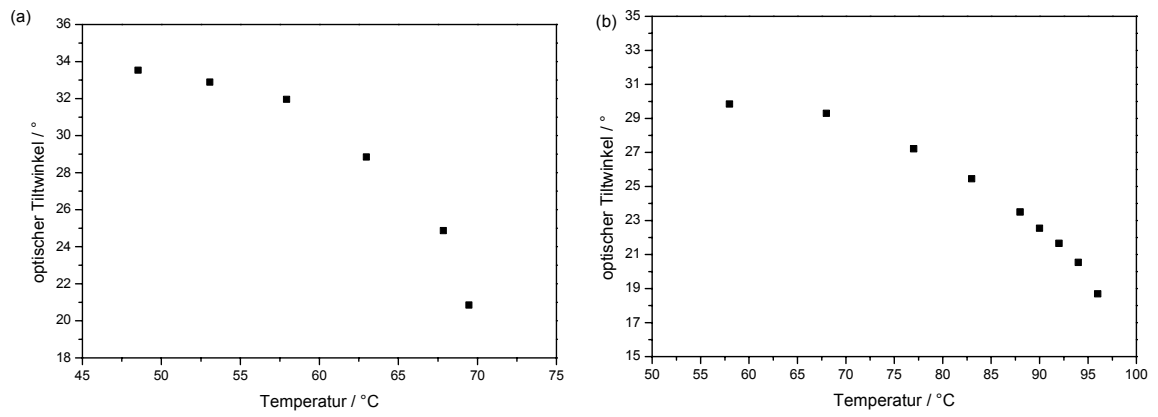 (a)
36
34
32
30
28
26
24
22
20
18
optischer Tiltwinkel / °
45 50 55 60 65 70 75
Temperatur / °C
(b)
35
33
31
29
27
25
23
21
19
17
15
optischer Tiltwinkel / °
50 55 60 65 70 75 80 85 90 95 100
Temperatur / °C